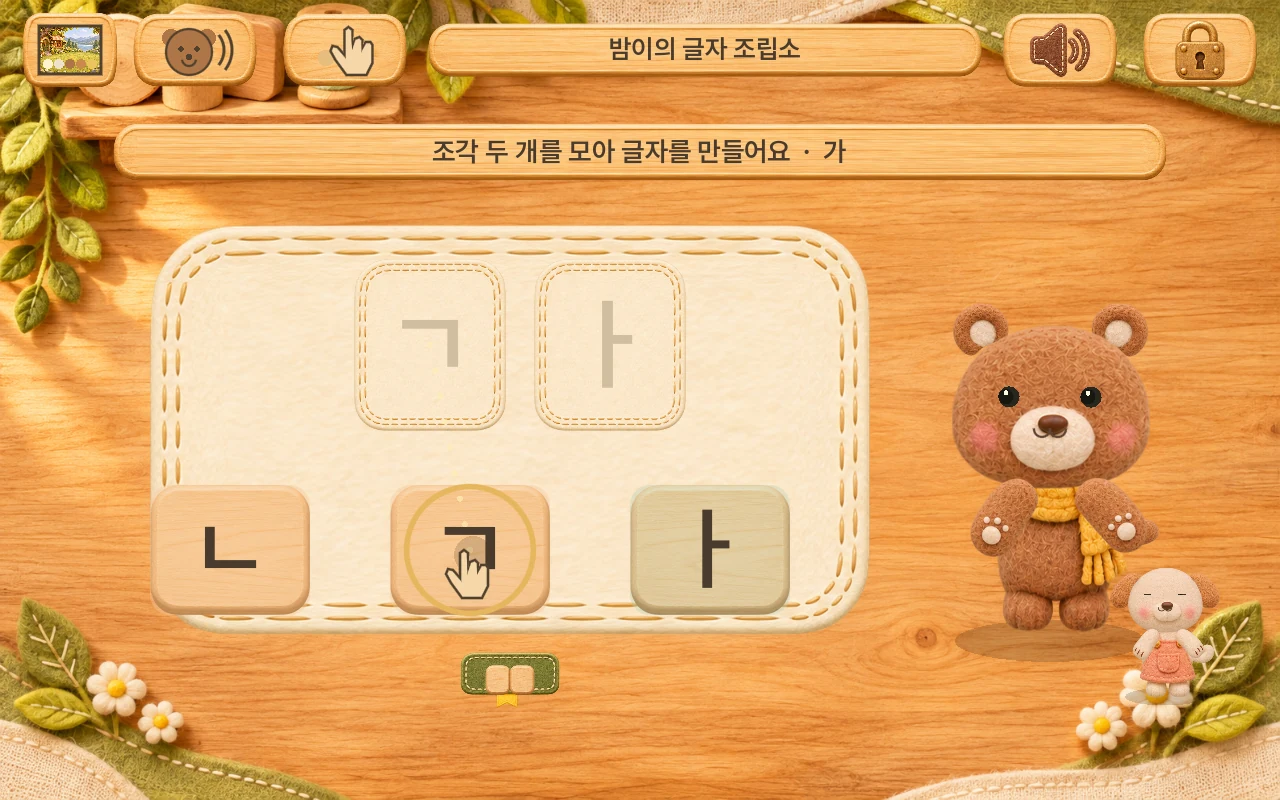 밤이의 글자 조립소
조각 두 개를 모아 글자를 만들어요 · 가
ㄱ ㅏ
ㄴ ㄱ ㅏ